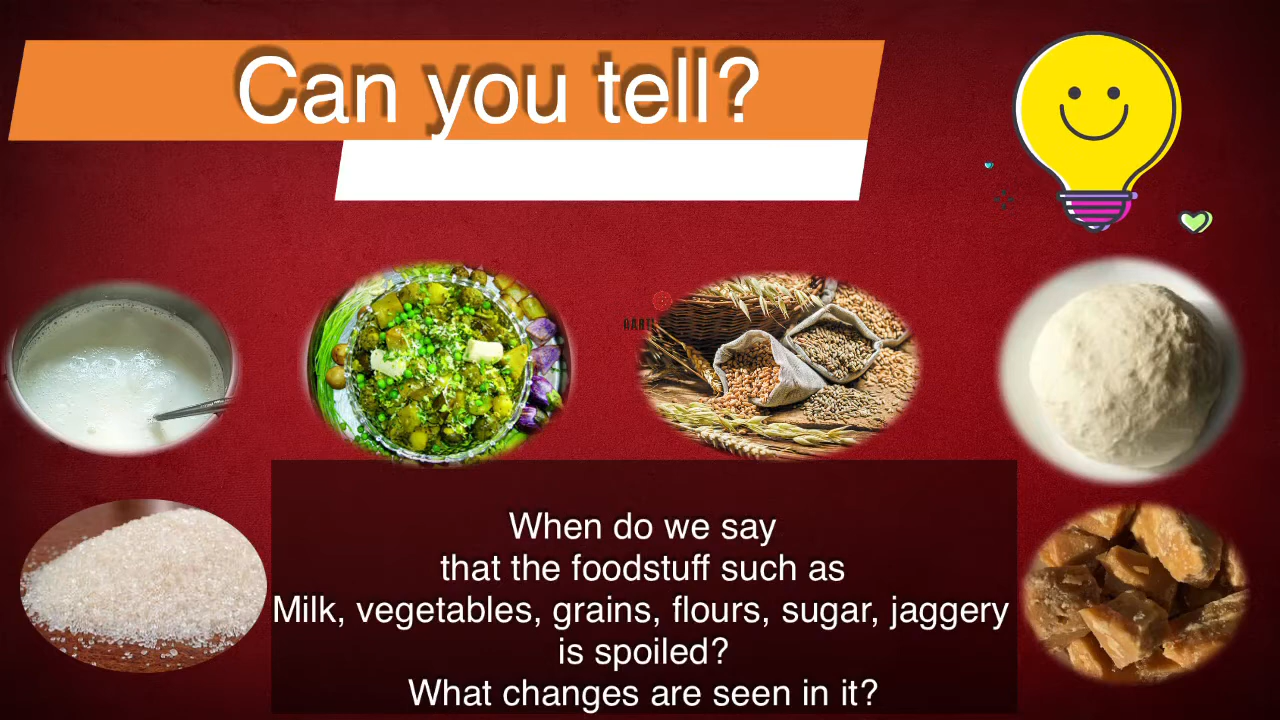 Can you tell?
When do we say
that the foodstuff such as
Milk, vegetables, grains, flours, sugar, jaggery
is spoiled?
What changes are seen in it?